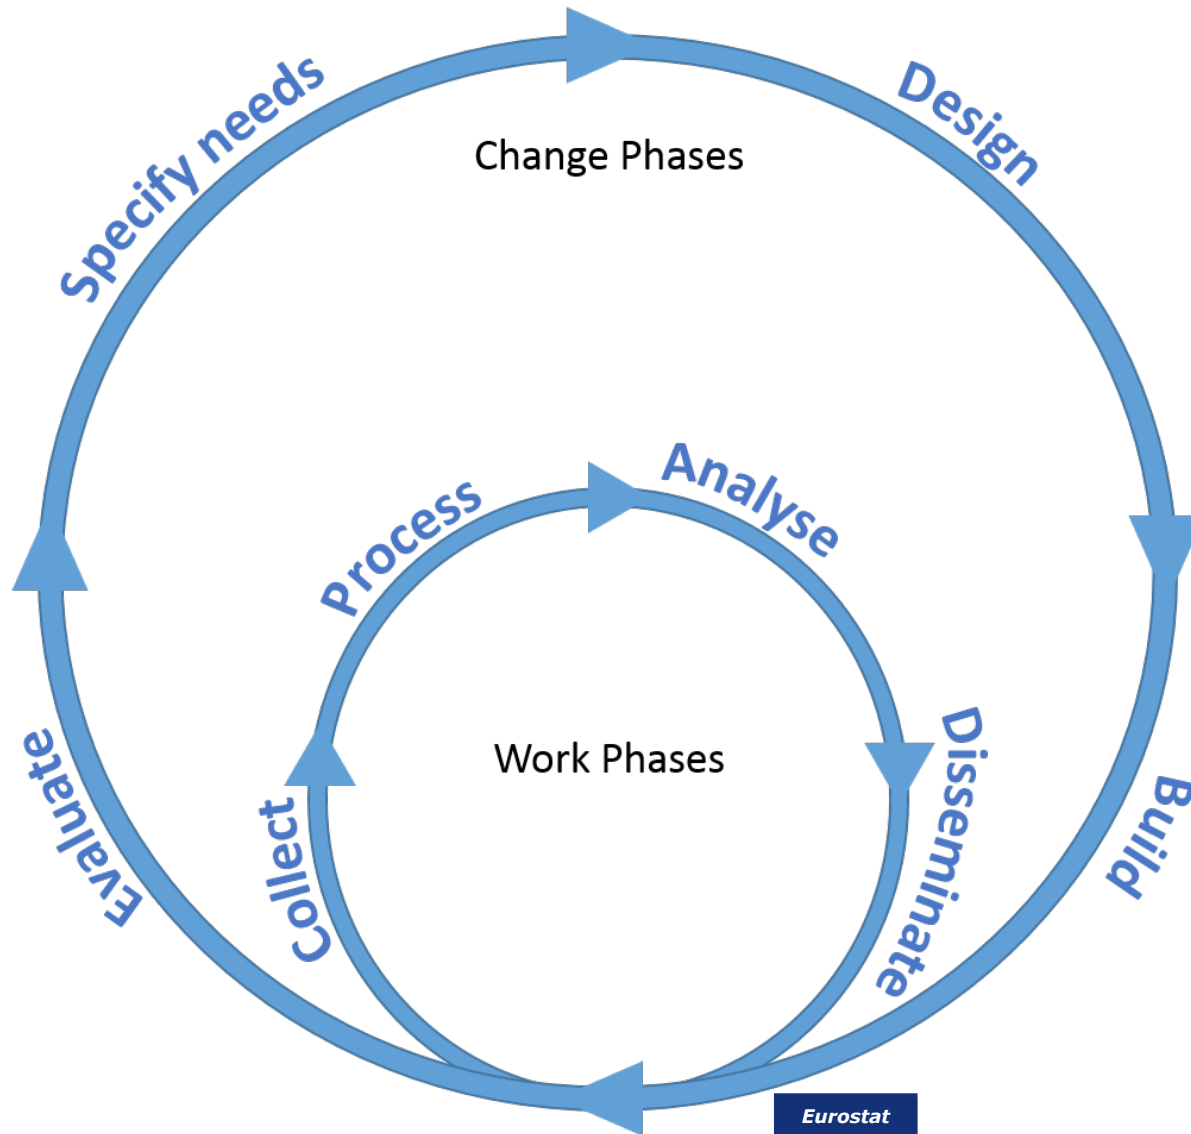 Specify needs
Design
Change Phases
Process
Analyse
Work Phases
Collect
Disseminate
Evaluate
Build
Eurostat